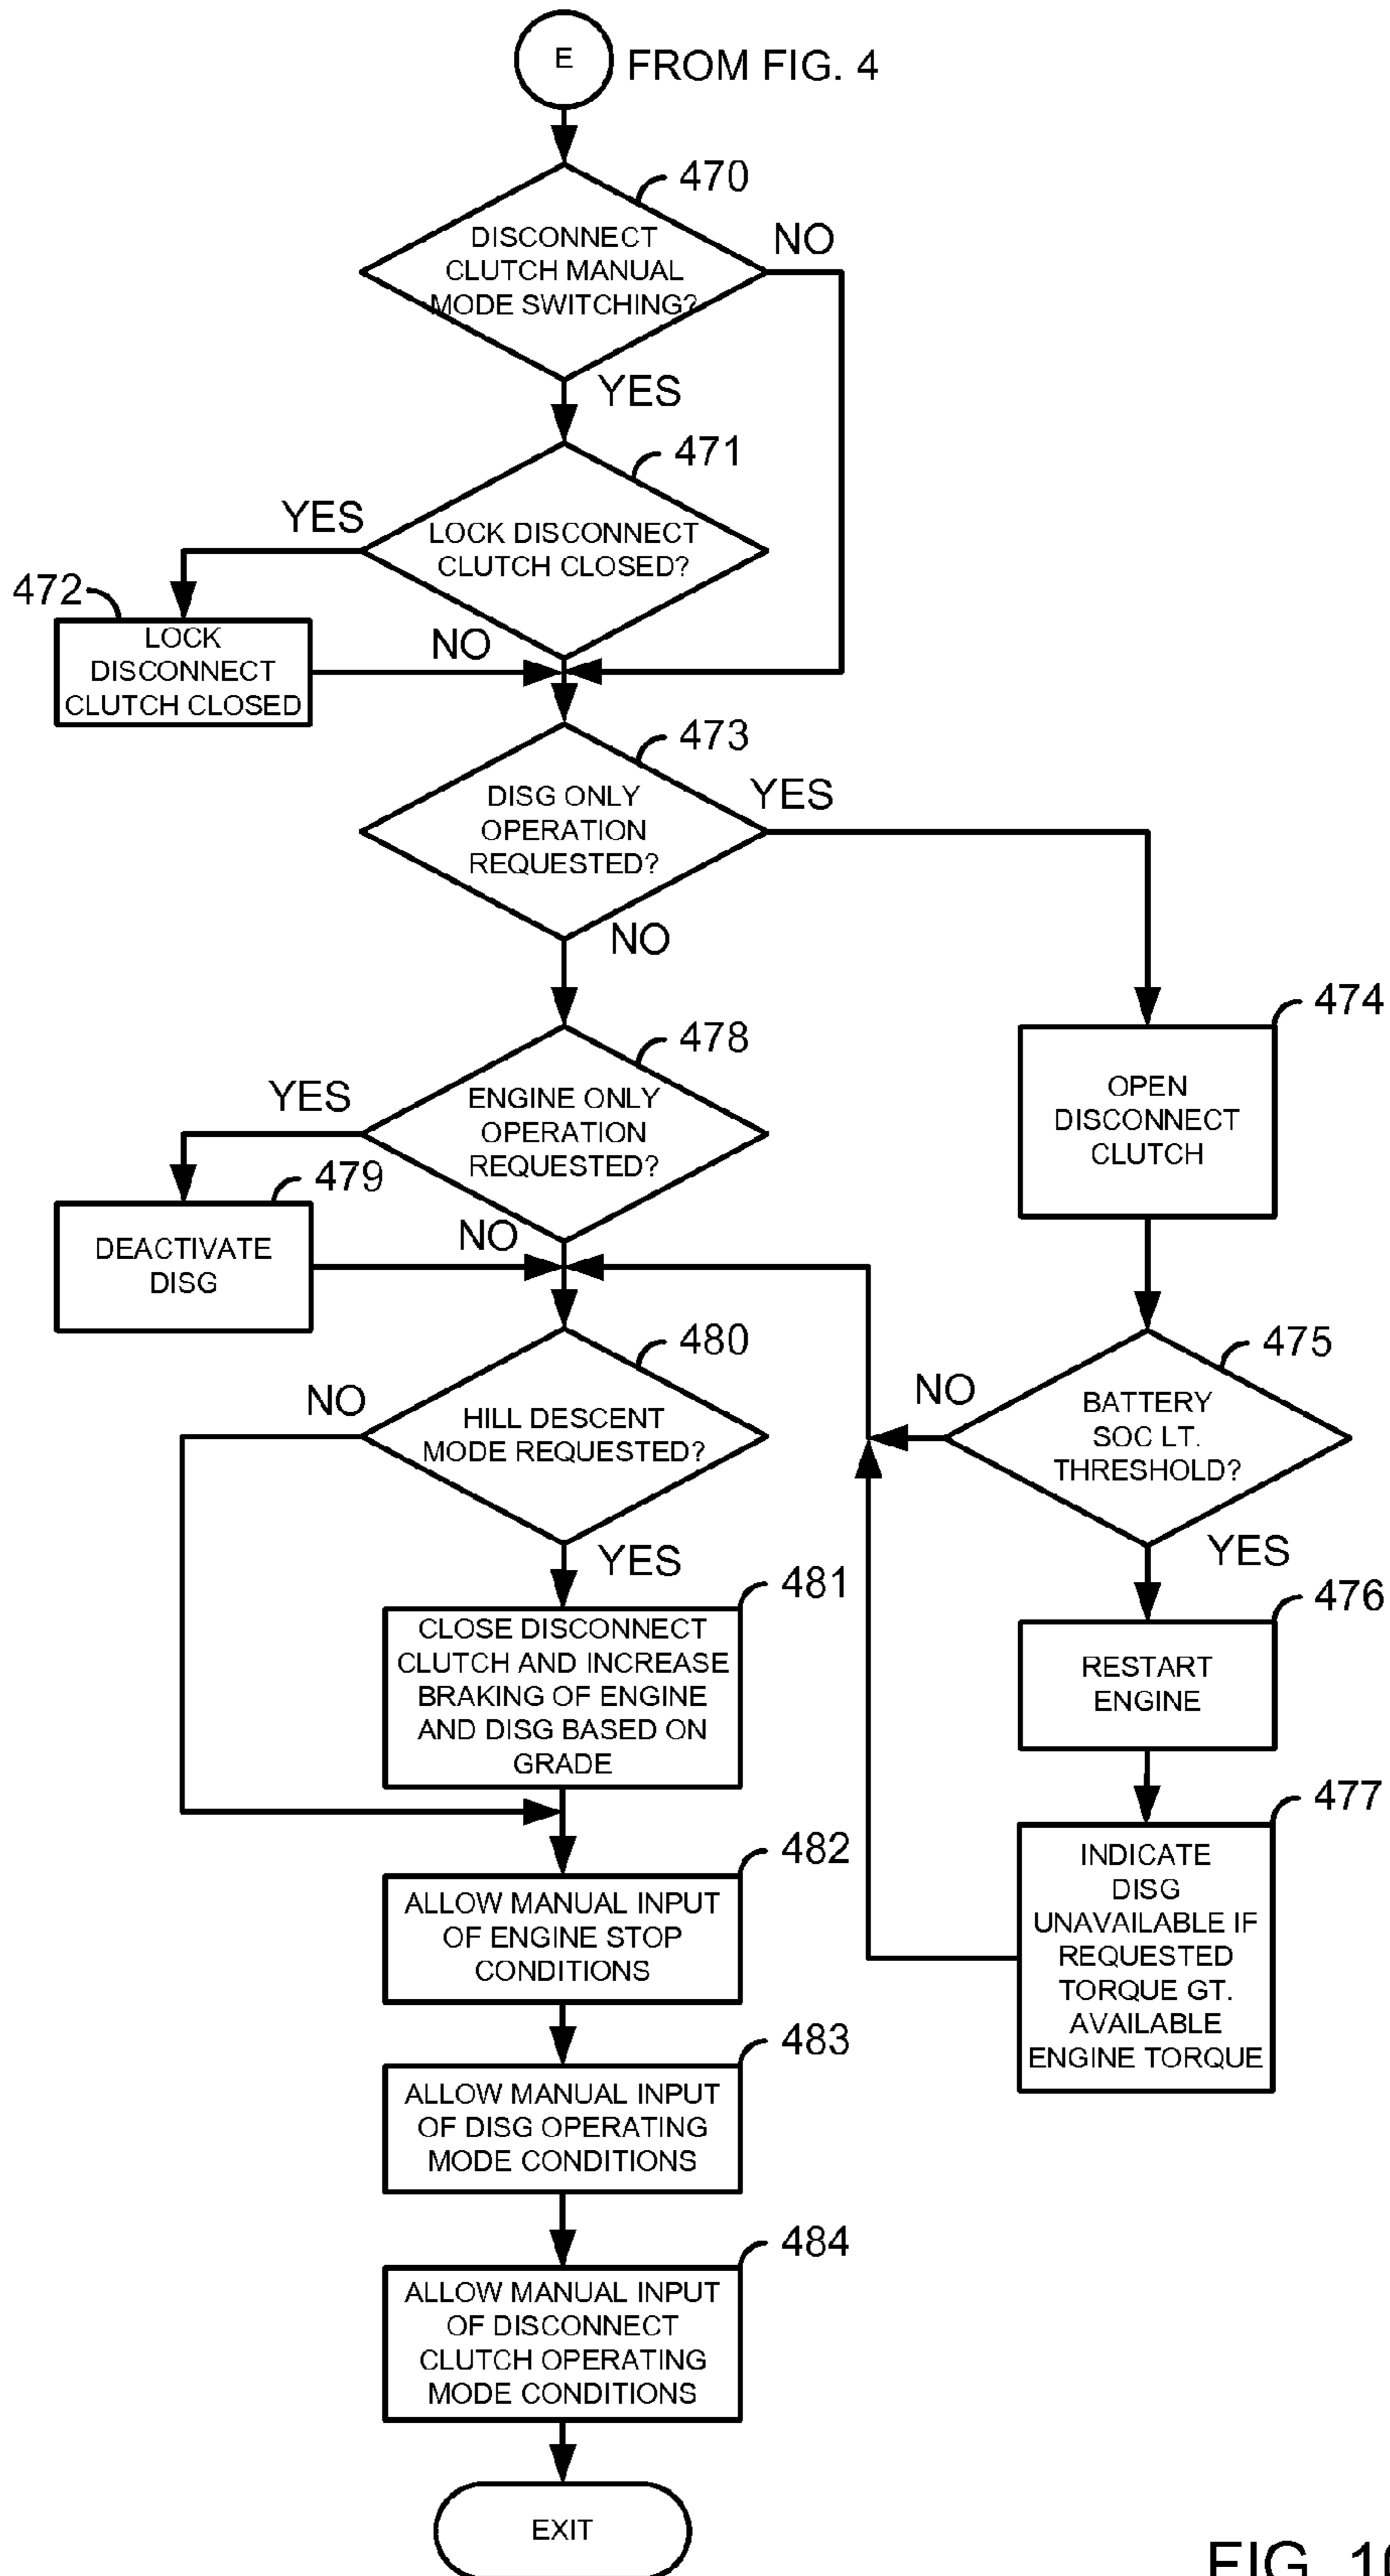 E
FROM FIG. 4
470
DISCONNECT
CLUTCH MANUAL
MODE SWITCHING?
NO
YES
471
LOCK DISCONNECT
CLUTCH CLOSED?
YES
NO
472
LOCK
DISCONNECT
CLUTCH CLOSED
473
DISG ONLY
OPERATION
REQUESTED?
YES
NO
474
OPEN
DISCONNECT
CLUTCH
478
ENGINE ONLY
OPERATION
REQUESTED?
YES
NO
479
DEACTIVATE
DISG
475
BATTERY
SOC LT.
THRESHOLD?
NO
YES
476
RESTART
ENGINE
477
INDICATE
DISG
UNAVAILABLE IF
REQUESTED
TORQUE GT.
AVAILABLE
ENGINE TORQUE
480
HILL DESCENT
MODE REQUESTED?
NO
YES
481
CLOSE DISCONNECT
CLUTCH AND INCREASE
BRAKING OF ENGINE
AND DISG BASED ON
GRADE
482
ALLOW MANUAL INPUT
OF ENGINE STOP
CONDITIONS
483
ALLOW MANUAL INPUT
OF DISG OPERATING
MODE CONDITIONS
484
ALLOW MANUAL INPUT
OF DISCONNECT
CLUTCH OPERATING
MODE CONDITIONS
EXIT
FIG.